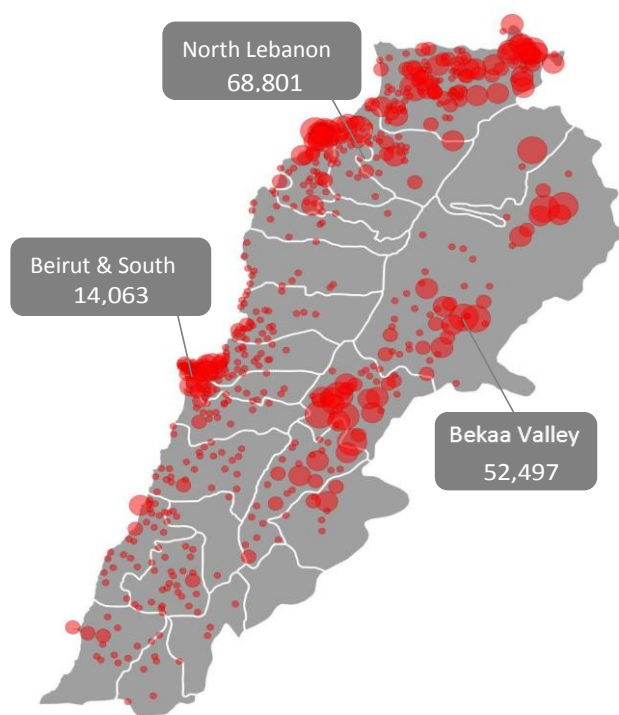 North Lebanon
68,801
Beirut & South
14,063
Bekaa Valley
52,497